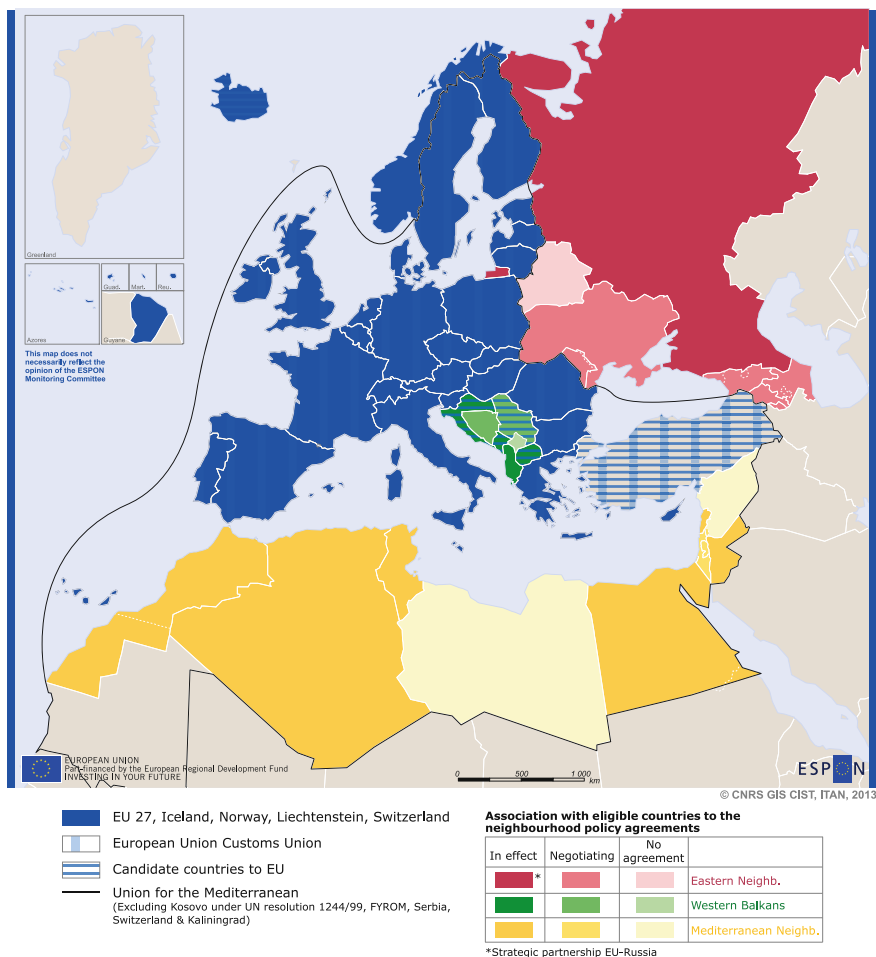 Greenland
Guad.
Mart.
Reu.
Azores
Guyane
This map does not
necessarily reflect the
opinion of the ESPON
Monitoring Committee
EUROPEAN UNION
Part-financed by the European Regional Development Fund
INVESTING IN YOUR FUTURE
0 500 1 000
km
ESPON
© CNRS GIS CIST, ITAN, 2013
EU 27, Iceland, Norway, Liechtenstein, Switzerland
European Union Customs Union
Candidate countries to EU
Union for the Mediterranean
(Excluding Kosovo under UN resolution 1244/99, FYROM, Serbia,
Switzerland & Kaliningrad)
Association with eligible countries to the
neighbourhood policy agreements
In effect Negotiating No agreement
* Eastern Neighb.
Western Balkans
Mediterranean Neighb.
*Strategic partnership EU-Russia